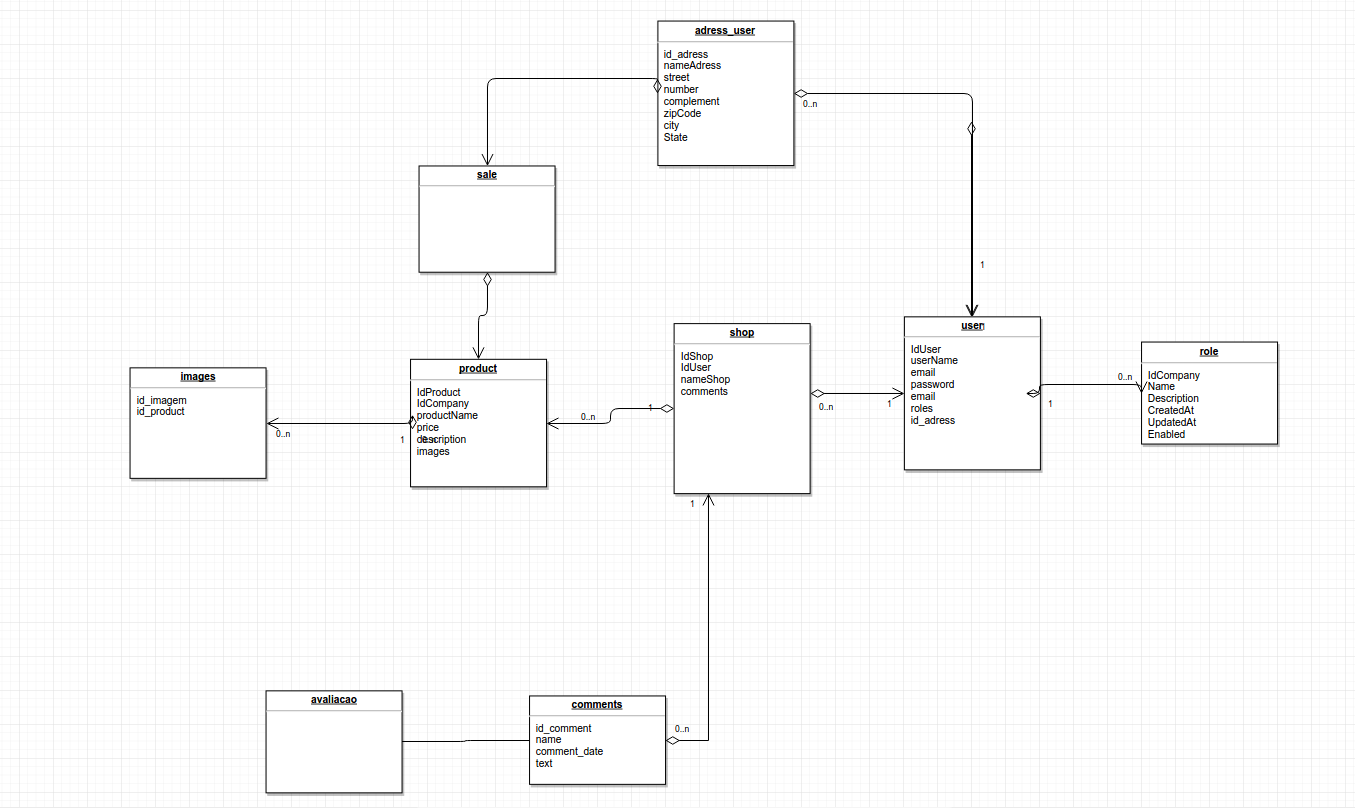 adress_user
id_adress
nameAdress
street
number
complement
zipCode
city
State
0..n
sale
1
user
IdUser
userName
email
password
email
roles
id_adress
shop
IdShop
IdUser
nameShop
comments
role
IdCompany
Name
Description
CreatedAt
UpdatedAt
Enabled
product
IdProduct
IdCompany
productName
price
description
images
images
id_imagem
id_product
0..n
1
0..n
0..n
1
0..n
1
0..n
1
1
avaliacao
comments
id_comment
name
comment_date
text
0..n